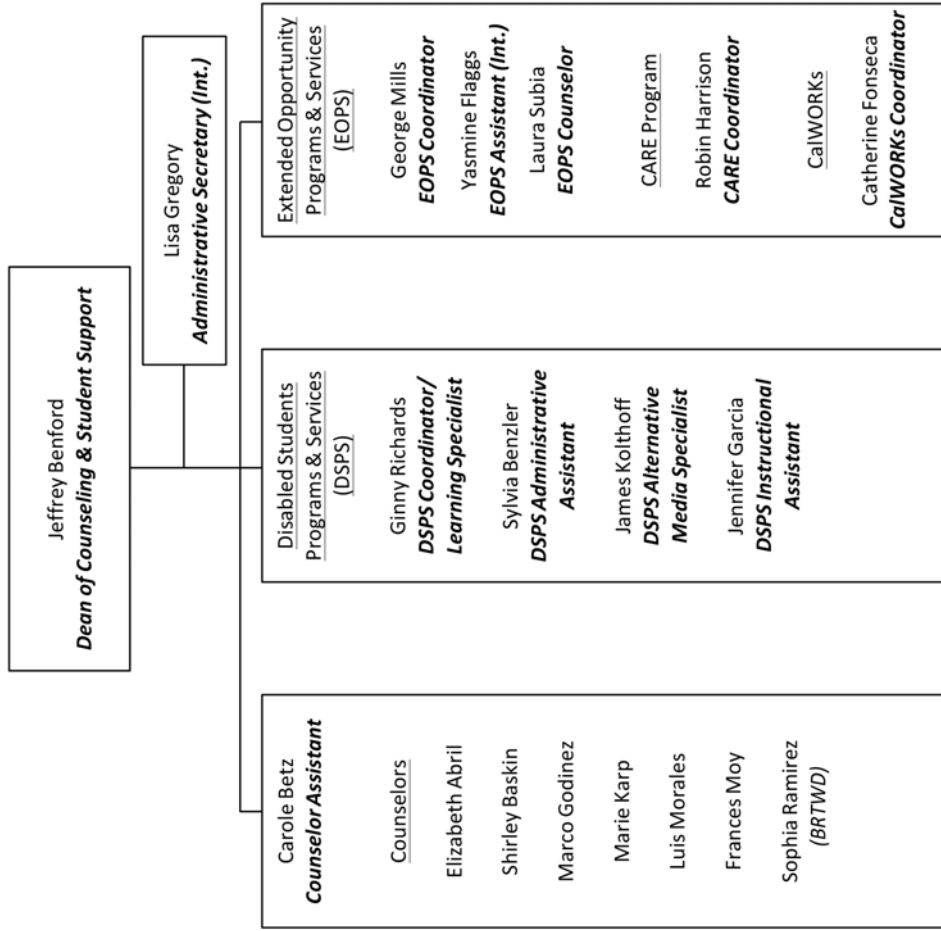 Jeffrey Benford
Dean of Counseling & Student Support
Lisa Gregory
Administrative Secretary (Int.)
Carole Betz
Counselor Assistant
Counselors
Elizabeth Abril
Shirley Baskin
Marco Godinez
Marie Karp
Luis Morales
Frances Moy
Sophia Ramirez
(BRTWD)
Disabled Students
Programs & Services
(DSPS)
Ginny Richards
DSPS Coordinator/
Learning Specialist
Sylvia Benzler
DSPS Administrative
Assistant
James Kolthoff
DSPS Alternative
Media Specialist
Jennifer Garcia
DSPS Instructional
Assistant
Extended Opportunity
Programs & Services
(EOPS)
George Mills
EOPS Coordinator
Yasmine Flaggs
EOPS Assistant (Int.)
Laura Subia
EOPS Counselor
CARE Program
Robin Harrison
CARE Coordinator
CalWORKs
Catherine Fonseca
CalWORKs Coordinator